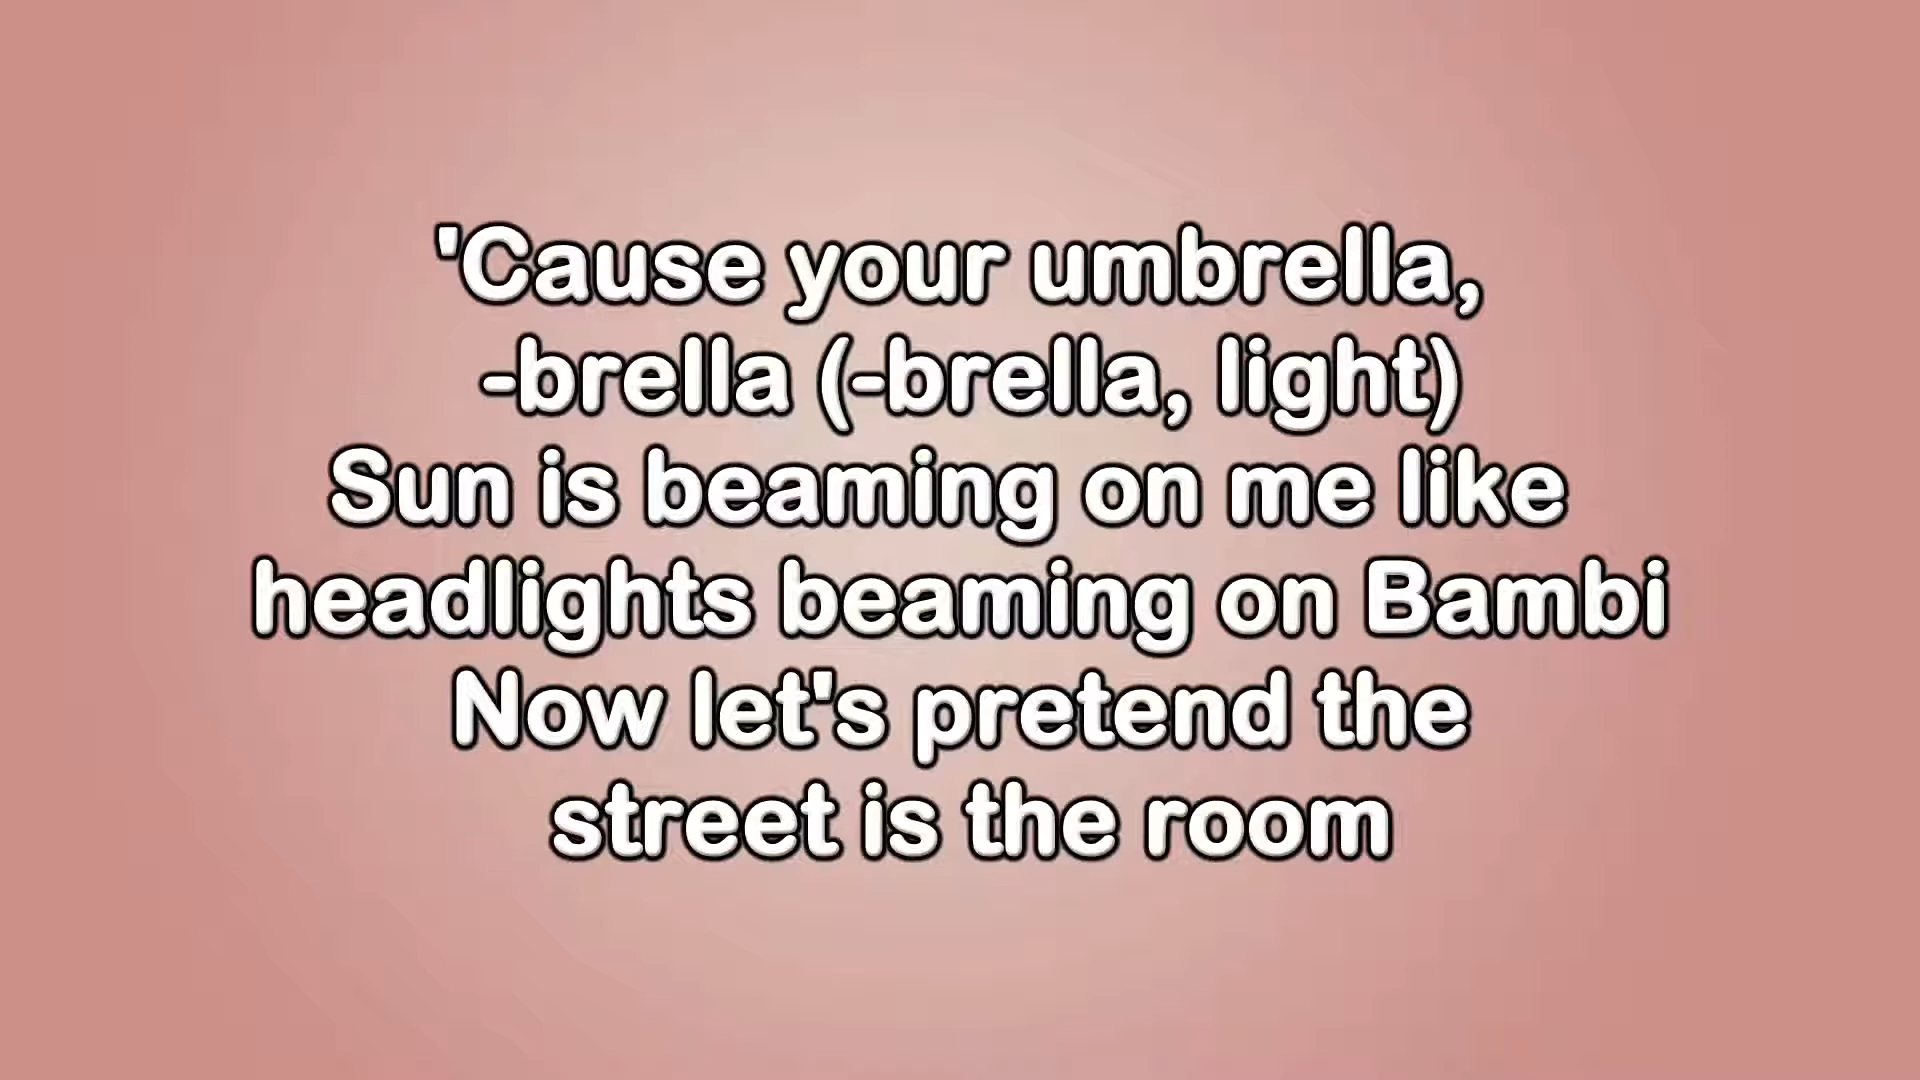 'Cause your umbrella,
-brella (-brella, light)
Sun is beaming on me like
headlights beaming on Bambi
Now let's pretend the
street is the room